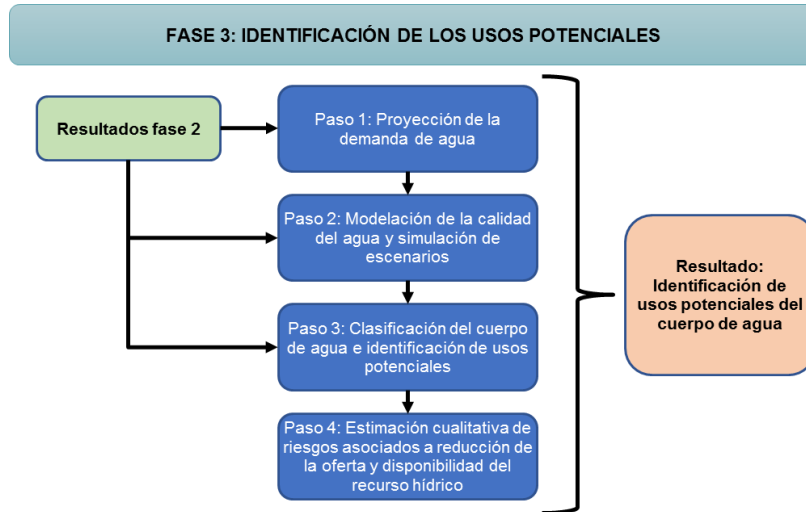 FASE 3: IDENTIFICACIÓN DE LOS USOS POTENCIALES
Resultados fase 2
Paso 1: Proyección de la
demanda de agua
Paso 2: Modelación de la calidad
del agua y simulación de
escenarios
Paso 3: Clasificación del cuerpo
de agua e identificación de usos
potenciales
Paso 4: Estimación cualitativa de
riesgos asociados a reducción de
la oferta y disponibilidad del
recurso hídrico
Resultado:
Identificación de
usos potenciales del
cuerpo de agua